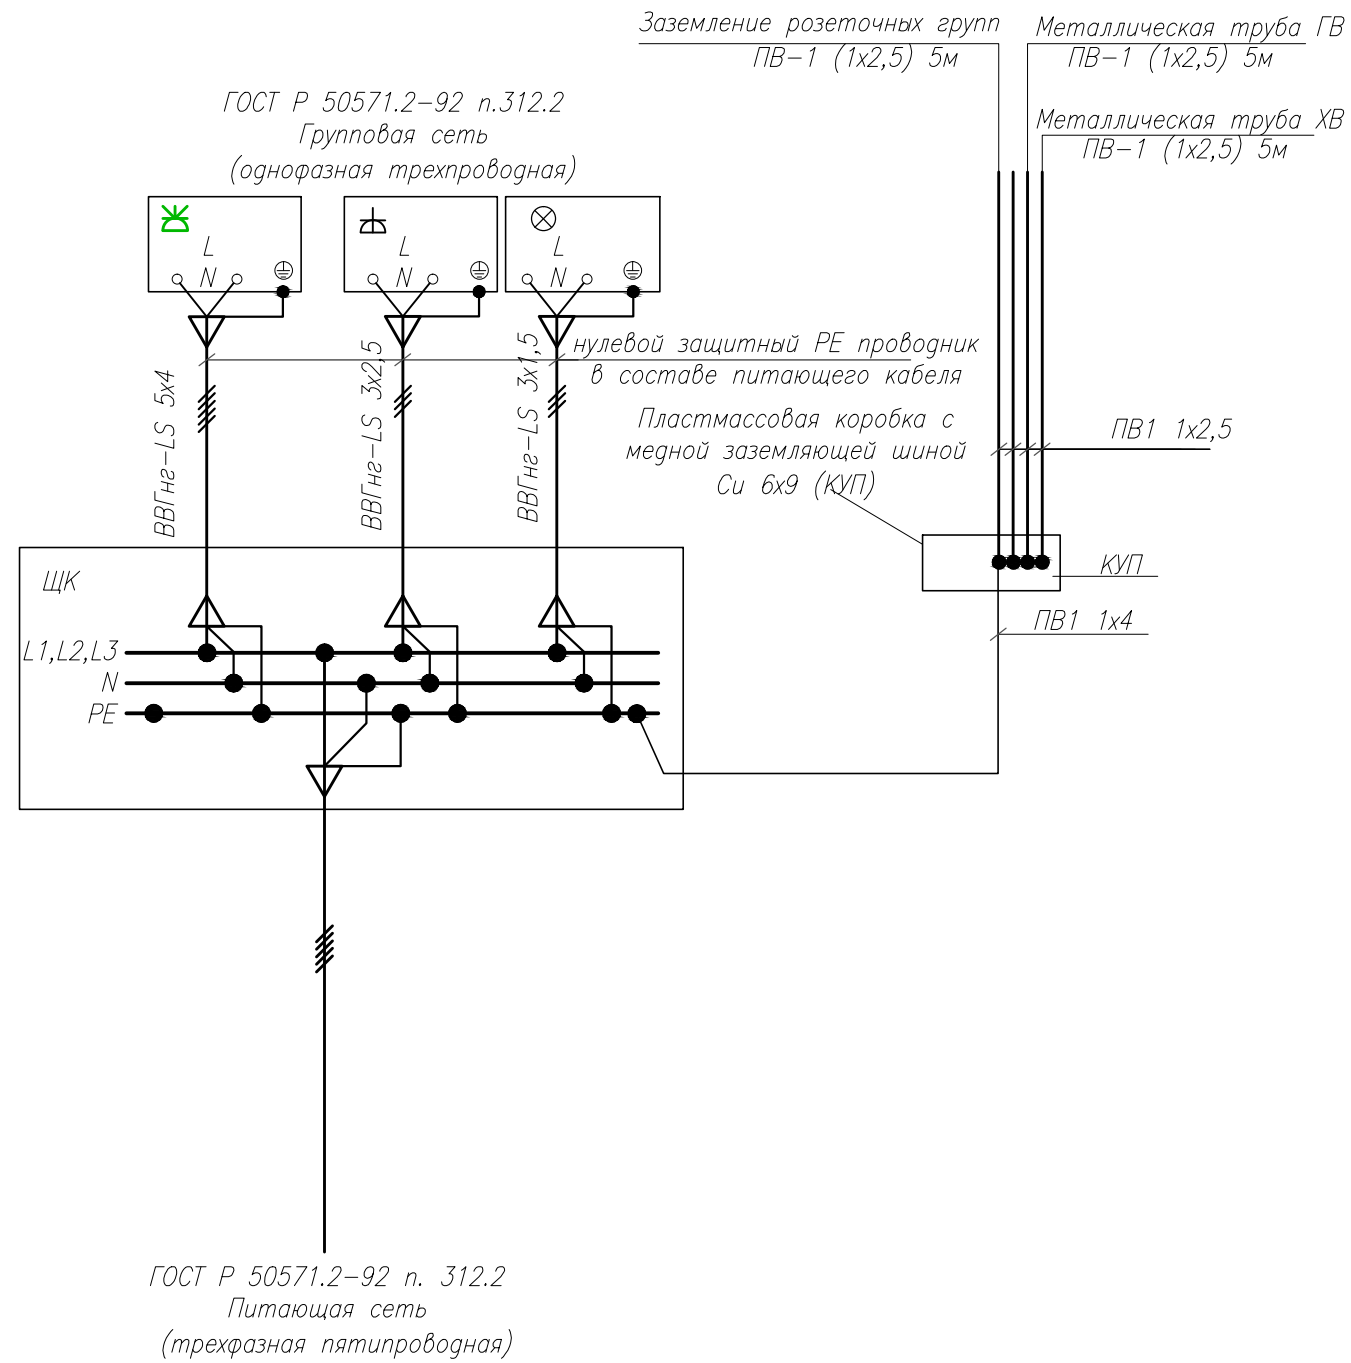 Заземление розеточных групп
ПВ-1 (1х2,5) 5м
Металлическая труба ГВ
ПВ-1 (1х2,5) 5м
Металлическая труба ХВ
ПВ-1 (1х2,5) 5м
ГОСТ Р 50571.2-92 п.312.2
Групповая сеть
(однофазная трехпроводная)
L
N
L
N
L
N
нулевой защитный РЕ проводник
в составе питающего кабеля
ВВГнг-LS 5х4
ВВГнг-LS 3х2,5
ВВГнг-LS 3х1,5
Пластмассовая коробка с
медной заземляющей шиной
Си 6х9 (КУП)
ПВ1 1х2,5
КУП
ПВ1 1х4
ЩК
L1,L2,L3
N
PE
ГОСТ Р 50571.2-92 п. 312.2
Питающая сеть
(трехфазная пятипроводная)